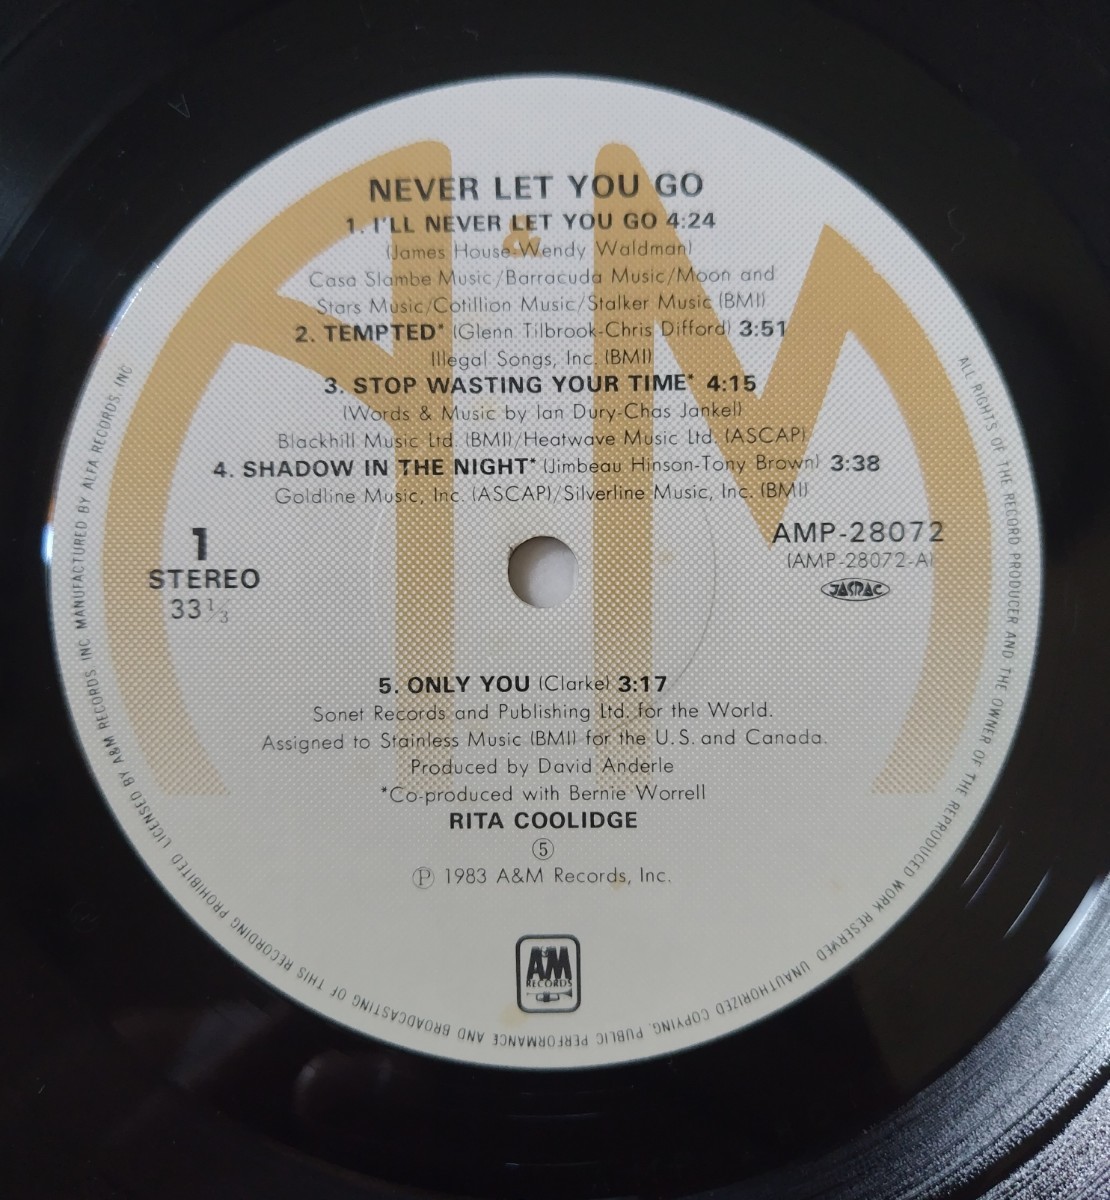 NEVER LET YOU GO
1. I'LL NEVER LET YOU GO 4:24
(James House-Wendy Waldman)
Casa Slambe Music/Barracuda Music/Moon and
Stars Music/Cotillion Music/Stalker Music (BMI)
2. TEMPTED* (Glenn Tilbrook-Chris Difford) 3:51
Illegal Songs, Inc. (BMI)
3. STOP WASTING YOUR TIME* 4:15
(Words & Music by Ian Dury-Chas Jankel)
Blackhill Music Ltd. (BMI)/Heatwave Music Ltd. (ASCAP)
4. SHADOW IN THE NIGHT* (Jimbeau Hinson-Tony Brown) 3:38
Goldline Music, Inc. (ASCAP)/Silverline Music, Inc. (BMI)
1
STEREO
33 1/3
AMP-28072
(AMP-28072-A)
JASRAC
5. ONLY YOU (Clarke) 3:17
Sonet Records and Publishing Ltd. for the World.
Assigned to Stainless Music (BMI) for the U.S. and Canada.
Produced by David Anderle
*Co-produced with Bernie Worrell
RITA COOLIDGE
⑤
℗ 1983 A&M Records, Inc.
A&M
RECORDS
ALL RIGHTS OF THE RECORD PRODUCER AND THE OWNER OF THE REPRODUCED WORK RESERVED. UNAUTHORIZED COPYING, PUBLIC PERFORMANCE AND BROADCASTING OF THIS RECORDING PROHIBITED. LICENSED BY A&M RECORDS, INC. MANUFACTURED BY ALFA RECORDS, INC.
A&M